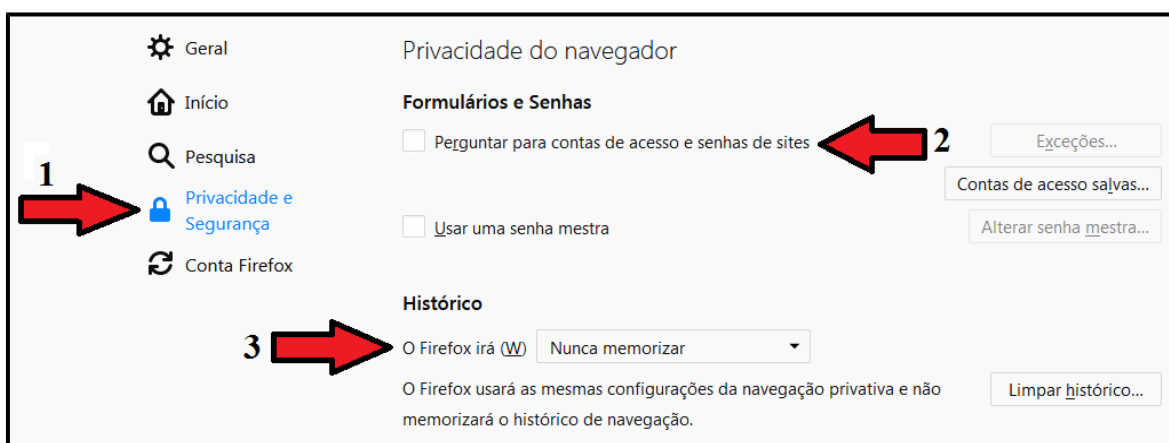 Geral
Início
Pesquisa
1
Privacidade e
Segurança
Conta Firefox
Privacidade do navegador
Formulários e Senhas
Perguntar para contas de acesso e senhas de sites
2
Exceções...
Contas de acesso salvas...
Usar uma senha mestra
Alterar senha mestra...
Histórico
3
O Firefox irá (W) Nunca memorizar
O Firefox usará as mesmas configurações da navegação privativa e não
memorizará o histórico de navegação.
Limpar histórico...